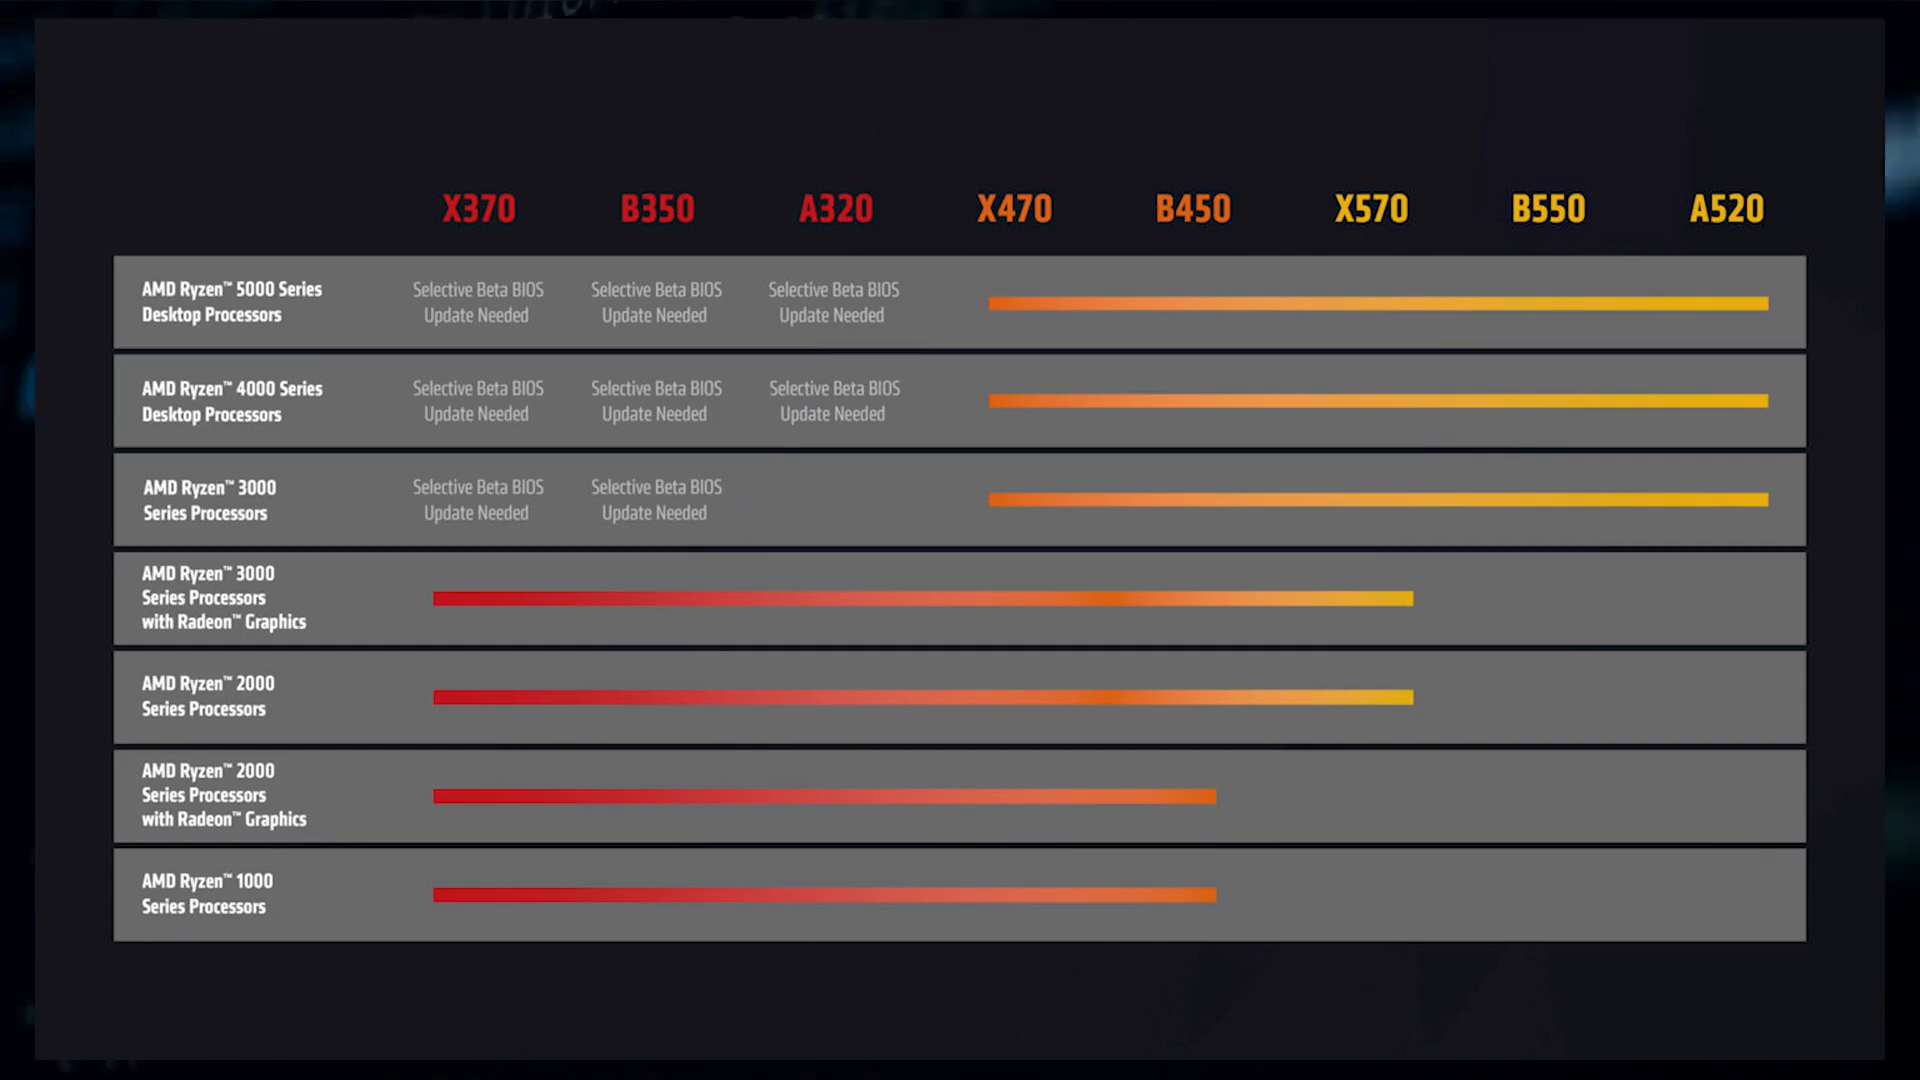 X370 B350 A320 X470 B450 X570 B550 A520
AMD Ryzen™ 5000 Series
Desktop Processors
Selective Beta BIOS
Update Needed
Selective Beta BIOS
Update Needed
Selective Beta BIOS
Update Needed
AMD Ryzen™ 4000 Series
Desktop Processors
Selective Beta BIOS
Update Needed
Selective Beta BIOS
Update Needed
Selective Beta BIOS
Update Needed
AMD Ryzen™ 3000
Series Processors
Selective Beta BIOS
Update Needed
Selective Beta BIOS
Update Needed
AMD Ryzen™ 3000
Series Processors
with Radeon™ Graphics
AMD Ryzen™ 2000
Series Processors
AMD Ryzen™ 2000
Series Processors
with Radeon™ Graphics
AMD Ryzen™ 1000
Series Processors